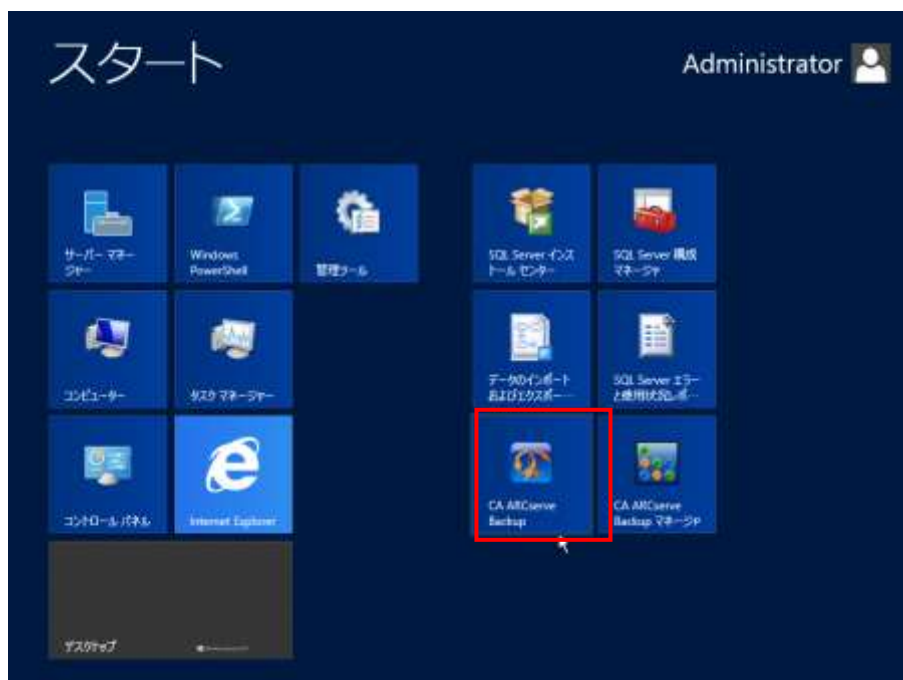 スタート
Administrator
サーバー マネー
ジャー
Windows
PowerShell
管理ツール
SQL Server インス
トール センター
SQL Server 構成
マネージャ
コンピューター
タスク マネージャー
データのインポート
およびエクスポー…
SQL Server エラー
と使用状況レポ…
コントロール パネル
Internet Explorer
CA ARCserve
Backup
CA ARCserve
Backup マネージャ
デスクトップ